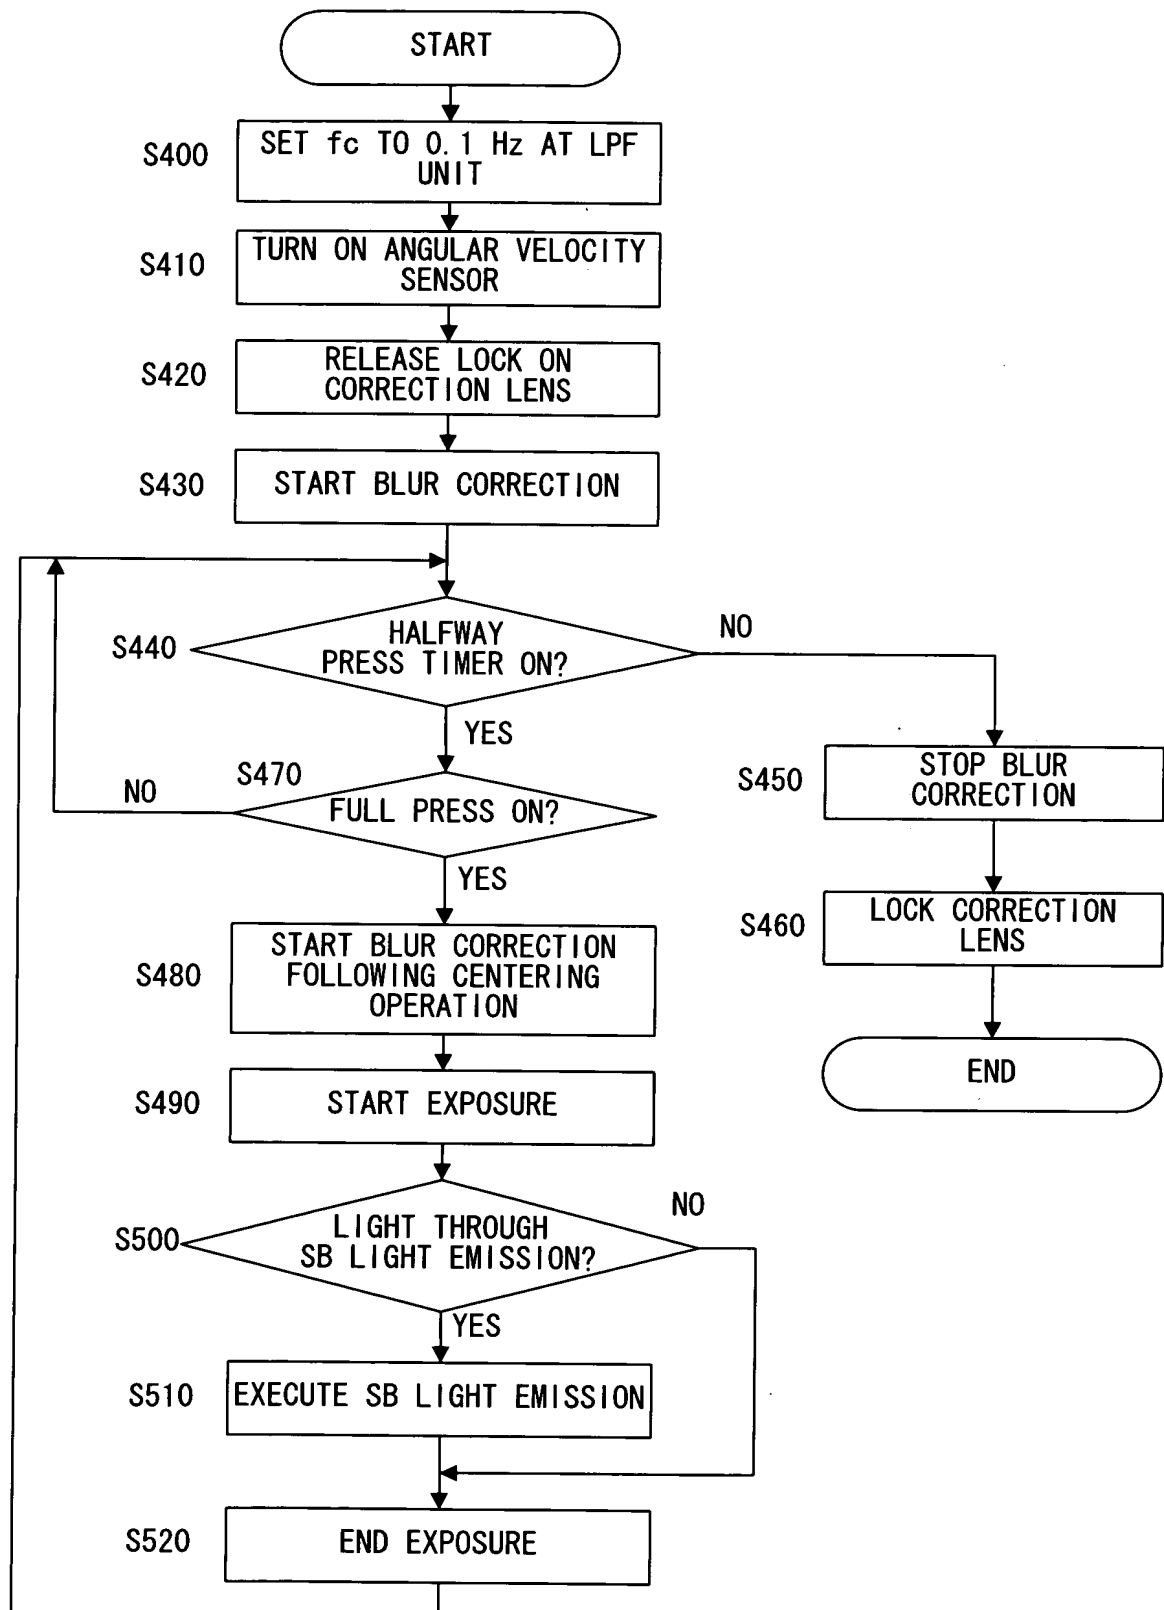 START
S400
SET fc TO 0.1 Hz AT LPF
UNIT
S410
TURN ON ANGULAR VELOCITY
SENSOR
S420
RELEASE LOCK ON
CORRECTION LENS
S430
START BLUR CORRECTION
S440
HALFWAY
PRESS TIMER ON?
NO
YES
S450
STOP BLUR
CORRECTION
S470
FULL PRESS ON?
NO
YES
S460
LOCK CORRECTION
LENS
S480
START BLUR CORRECTION
FOLLOWING CENTERING
OPERATION
END
S490
START EXPOSURE
S500
LIGHT THROUGH
SB LIGHT EMISSION?
NO
YES
S510
EXECUTE SB LIGHT EMISSION
S520
END EXPOSURE